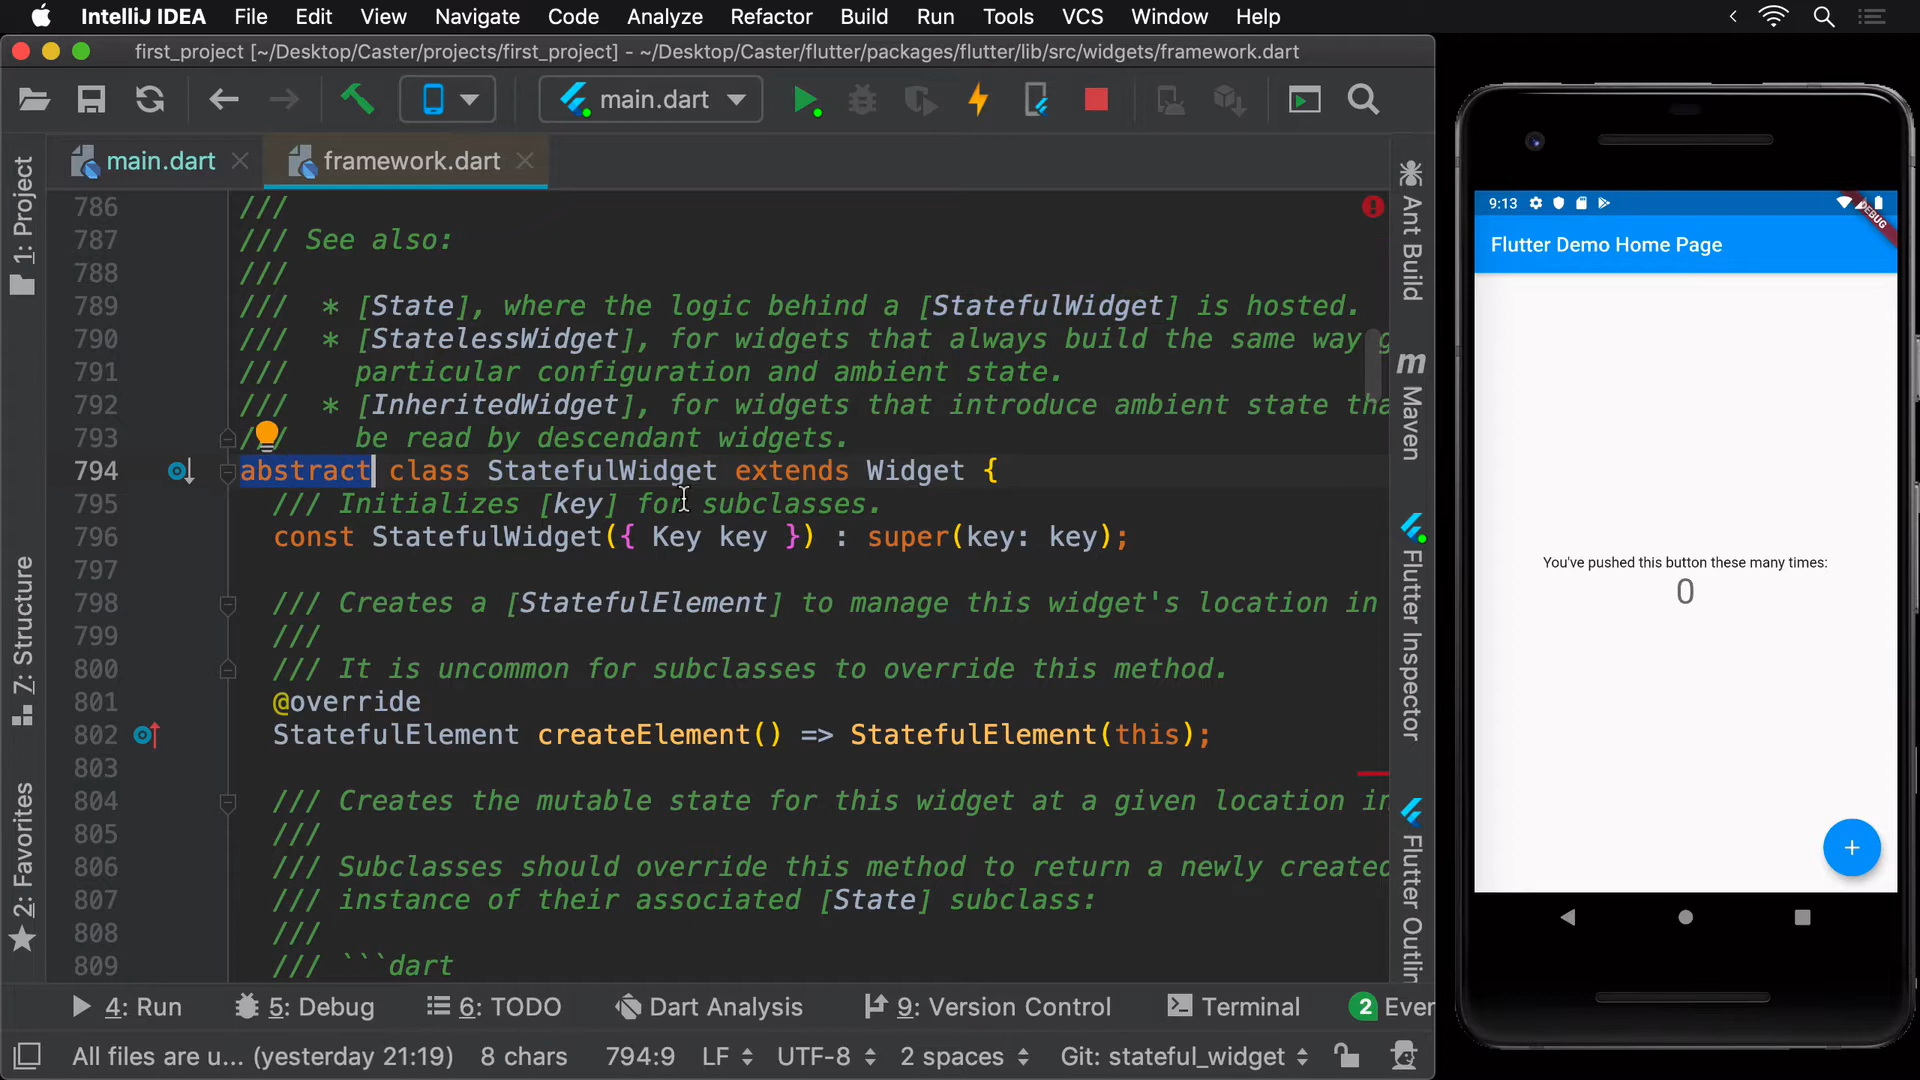 IntelliJ IDEA File Edit View Navigate Code Analyze Refactor Build Run Tools VCS Window Help
first_project [~/Desktop/Caster/projects/first_project] - ~/Desktop/Caster/flutter/packages/flutter/lib/src/widgets/framework.dart
main.dart
main.dart framework.dart
1: Project
7: Structure
2: Favorites
786 ///
787 /// See also:
788 ///
789 /// * [State], where the logic behind a [StatefulWidget] is hosted.
790 /// * [StatelessWidget], for widgets that always build the same way g
791 /// particular configuration and ambient state.
792 /// * [InheritedWidget], for widgets that introduce ambient state tha
793 /// be read by descendant widgets.
794 abstract class StatefulWidget extends Widget {
795 /// Initializes [key] for subclasses.
796 const StatefulWidget({ Key key }) : super(key: key);
797
798 /// Creates a [StatefulElement] to manage this widget's location in
799 ///
800 /// It is uncommon for subclasses to override this method.
801 @override
802 StatefulElement createElement() => StatefulElement(this);
803
804 /// Creates the mutable state for this widget at a given location in
805 ///
806 /// Subclasses should override this method to return a newly created
807 /// instance of their associated [State] subclass:
808 ///
809 /// ```dart
Ant Build
m Maven
Flutter Inspector
Flutter Outlin
4: Run 5: Debug 6: TODO Dart Analysis 9: Version Control Terminal 2 Ever
All files are u... (yesterday 21:19) 8 chars 794:9 LF UTF-8 2 spaces Git: stateful_widget
9:13
DEBUG
Flutter Demo Home Page
You've pushed this button these many times:
0
+